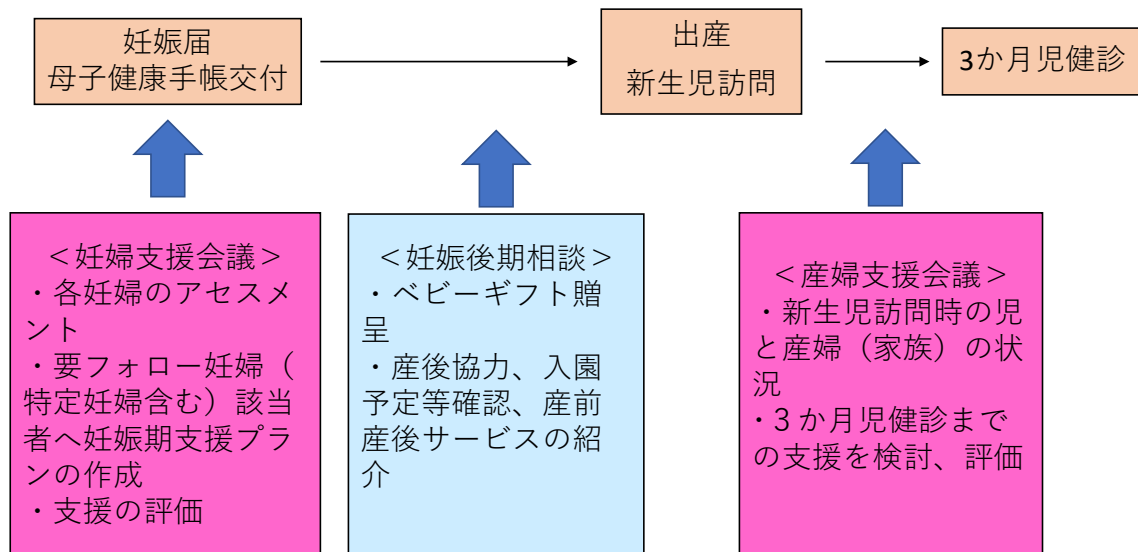 妊娠届
母子健康手帳交付
出産
新生児訪問
3か月児健診
＜妊婦支援会議＞
・各妊婦のアセスメ
ント
・要フォロー妊婦（
特定妊婦含む）該当
者へ妊娠期支援プラ
ンの作成
・支援の評価
＜妊娠後期相談＞
・ベビーギフト贈
呈
・産後協力、入園
予定等確認、産前
産後サービスの紹
介
＜産婦支援会議＞
・新生児訪問時の児
と産婦（家族）の状
況
・３か月児健診まで
の支援を検討、評価